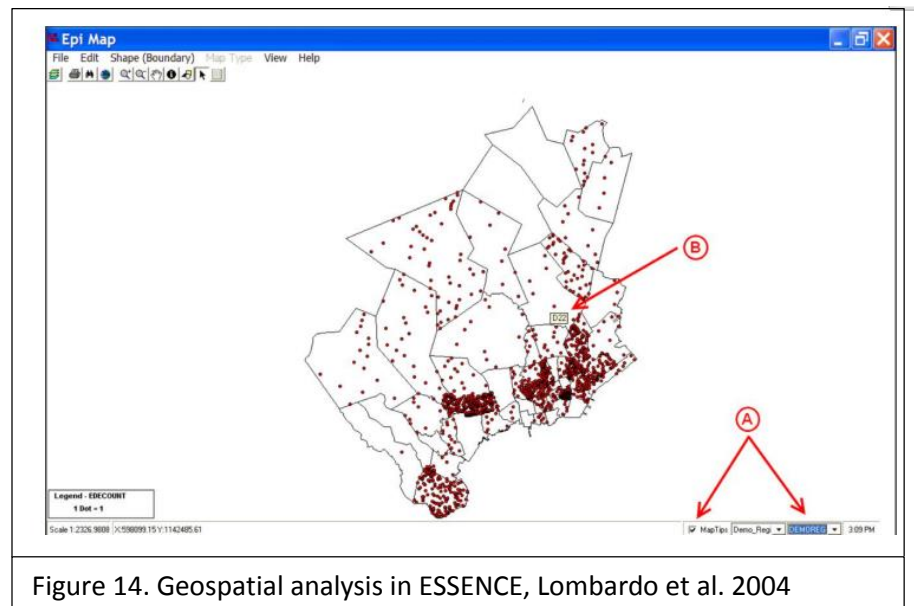 Epi Map
File Edit Shape (Boundary) Map Type View Help
B
D22
A
Legend - EDECOUNT
1 Dot = 1
Scale 1:2326.9808 X:598099.15 Y:1142485.61
MapTips Demo_Regi DEMOREG 3:09 PM
Figure 14. Geospatial analysis in ESSENCE, Lombardo et al. 2004